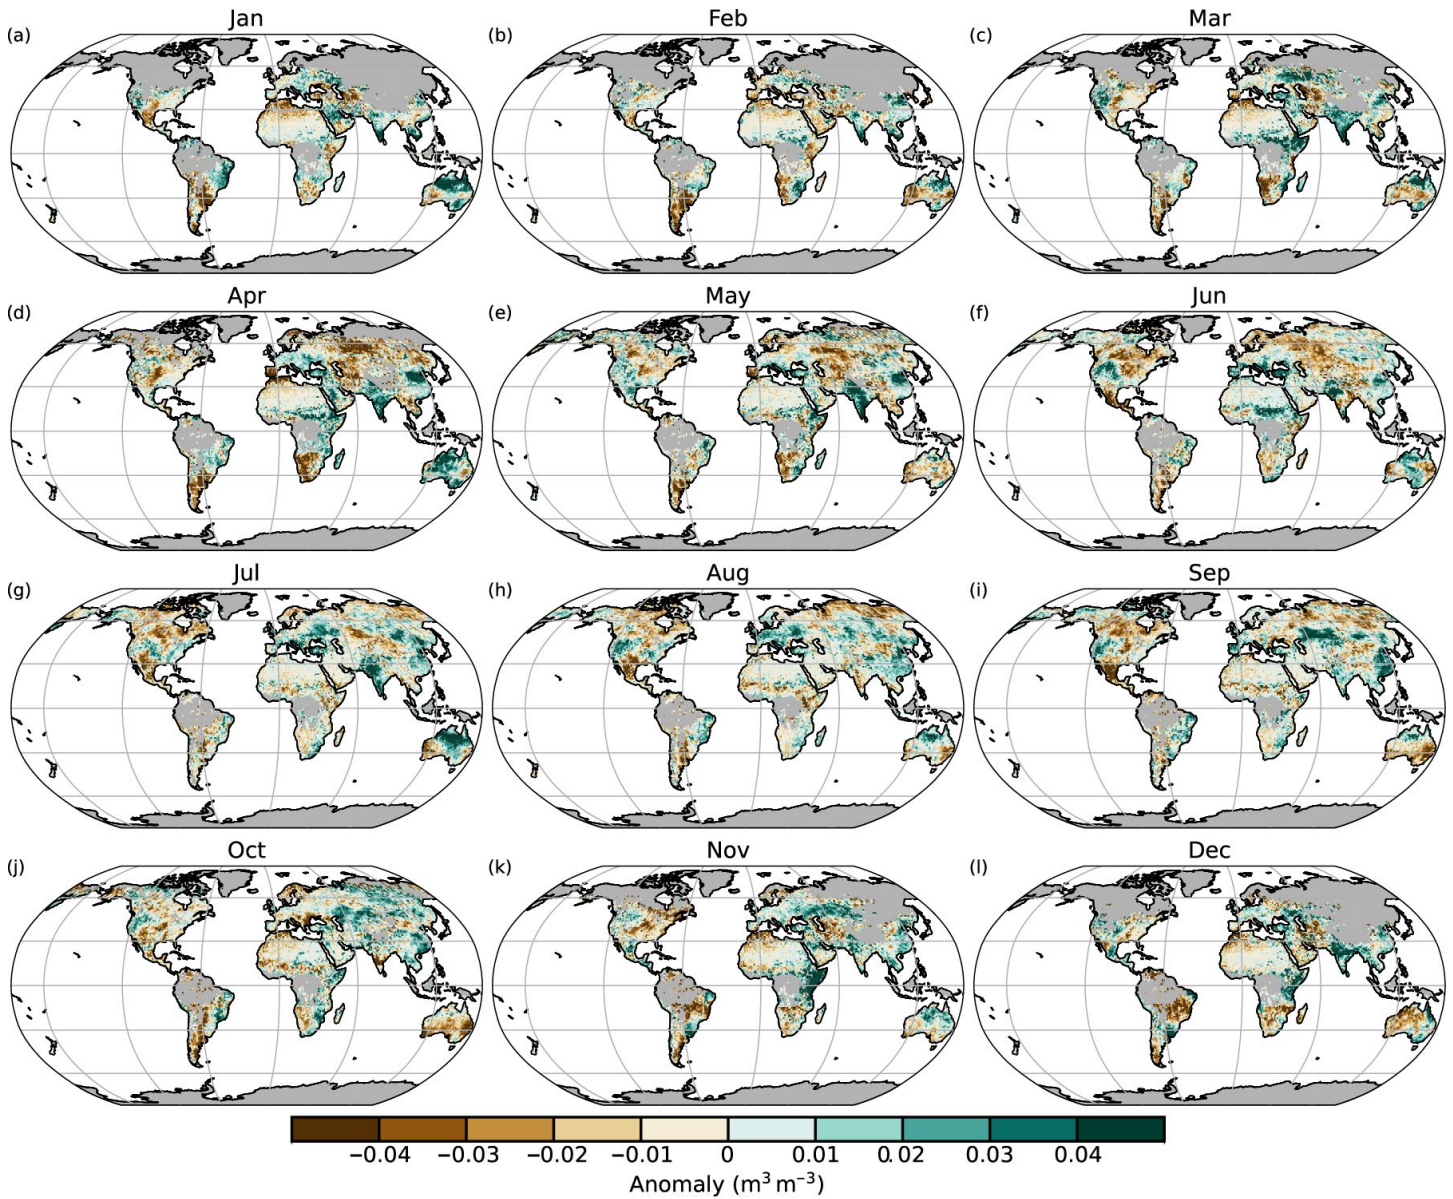 Jan Feb Mar
(a) (b) (c)
Apr May Jun
(d) (e) (f)
Jul Aug Sep
(g) (h) (i)
Oct Nov Dec
(j) (k) (l)
−0.04 −0.03 −0.02 −0.01 0 0.01 0.02 0.03 0.04
Anomaly (m³ m⁻³)